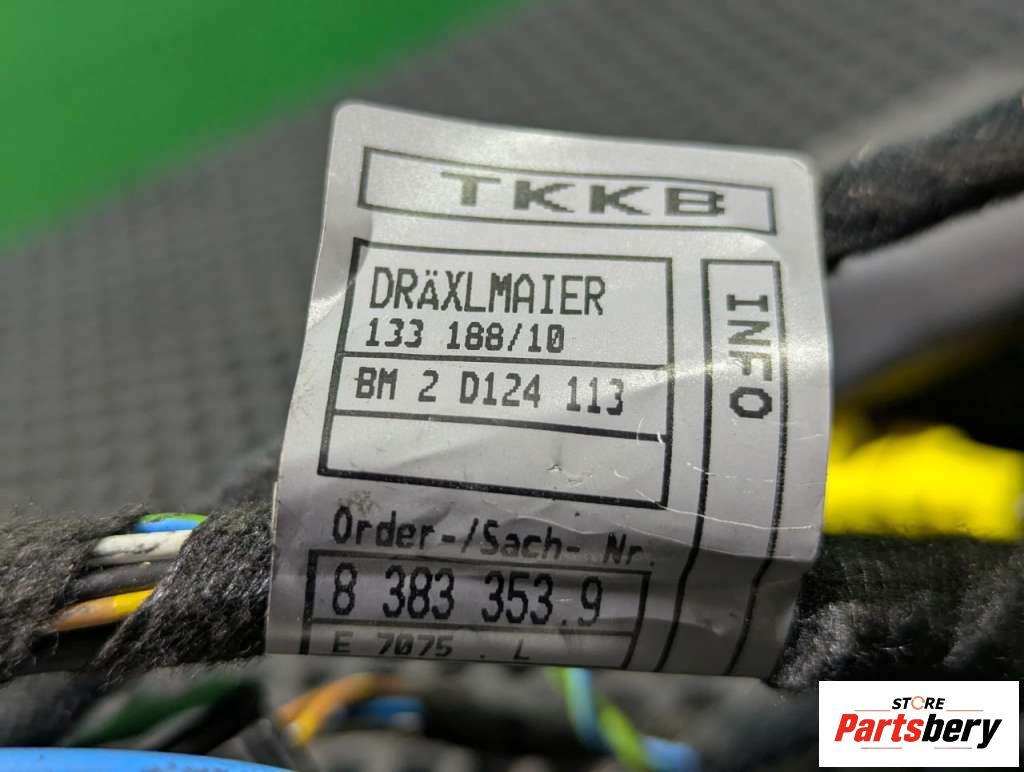 TKKB
DRÄXLMAIER
133 188/10
BM 2 D124 113
INFO
Order-/Sach- Nr.
8 383 353.9
E 7075 . L
STORE
Partsbery